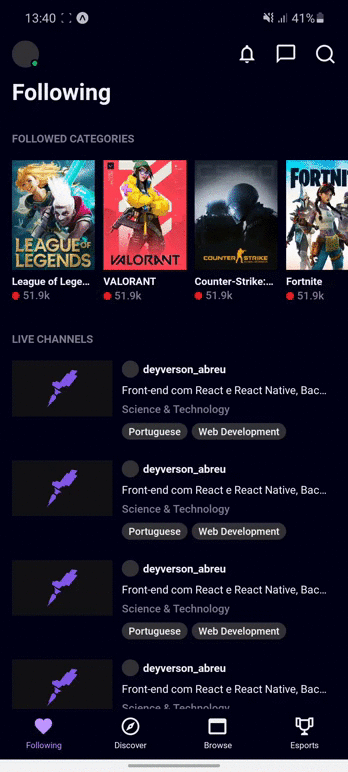 13:40
41%
Following
FOLLOWED CATEGORIES
LEAGUE OF
LEGENDS
VALORANT
COUNTER STRIKE
FORTNI
League of Lege...
VALORANT
Counter-Strike:...
Fortnite
51.9k
51.9k
51.9k
51.9k
LIVE CHANNELS
deyverson_abreu
Front-end com React e React Native, Bac...
Science & Technology
Portuguese
Web Development
deyverson_abreu
Front-end com React e React Native, Bac...
Science & Technology
Portuguese
Web Development
deyverson_abreu
Front-end com React e React Native, Bac...
Science & Technology
Portuguese
Web Development
deyverson_abreu
Front-end com React e React Native, Bac...
Science & Technology
Following
Discover
Browse
Esports